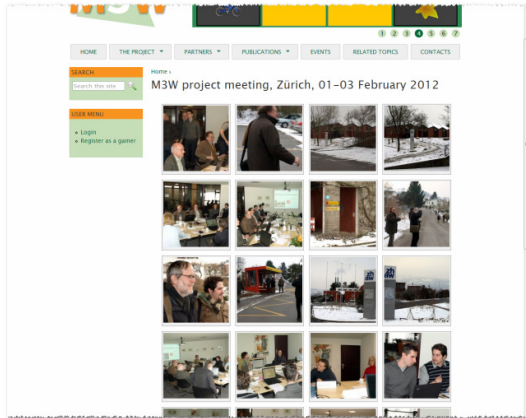 M3W
1 2 3 4 5 6 7
HOME THE PROJECT PARTNERS PUBLICATIONS EVENTS RELATED TOPICS CONTACTS
SEARCH
Search this site
Home ›
M3W project meeting, Zürich, 01-03 February 2012
USER MENU
Login
Register as a gamer